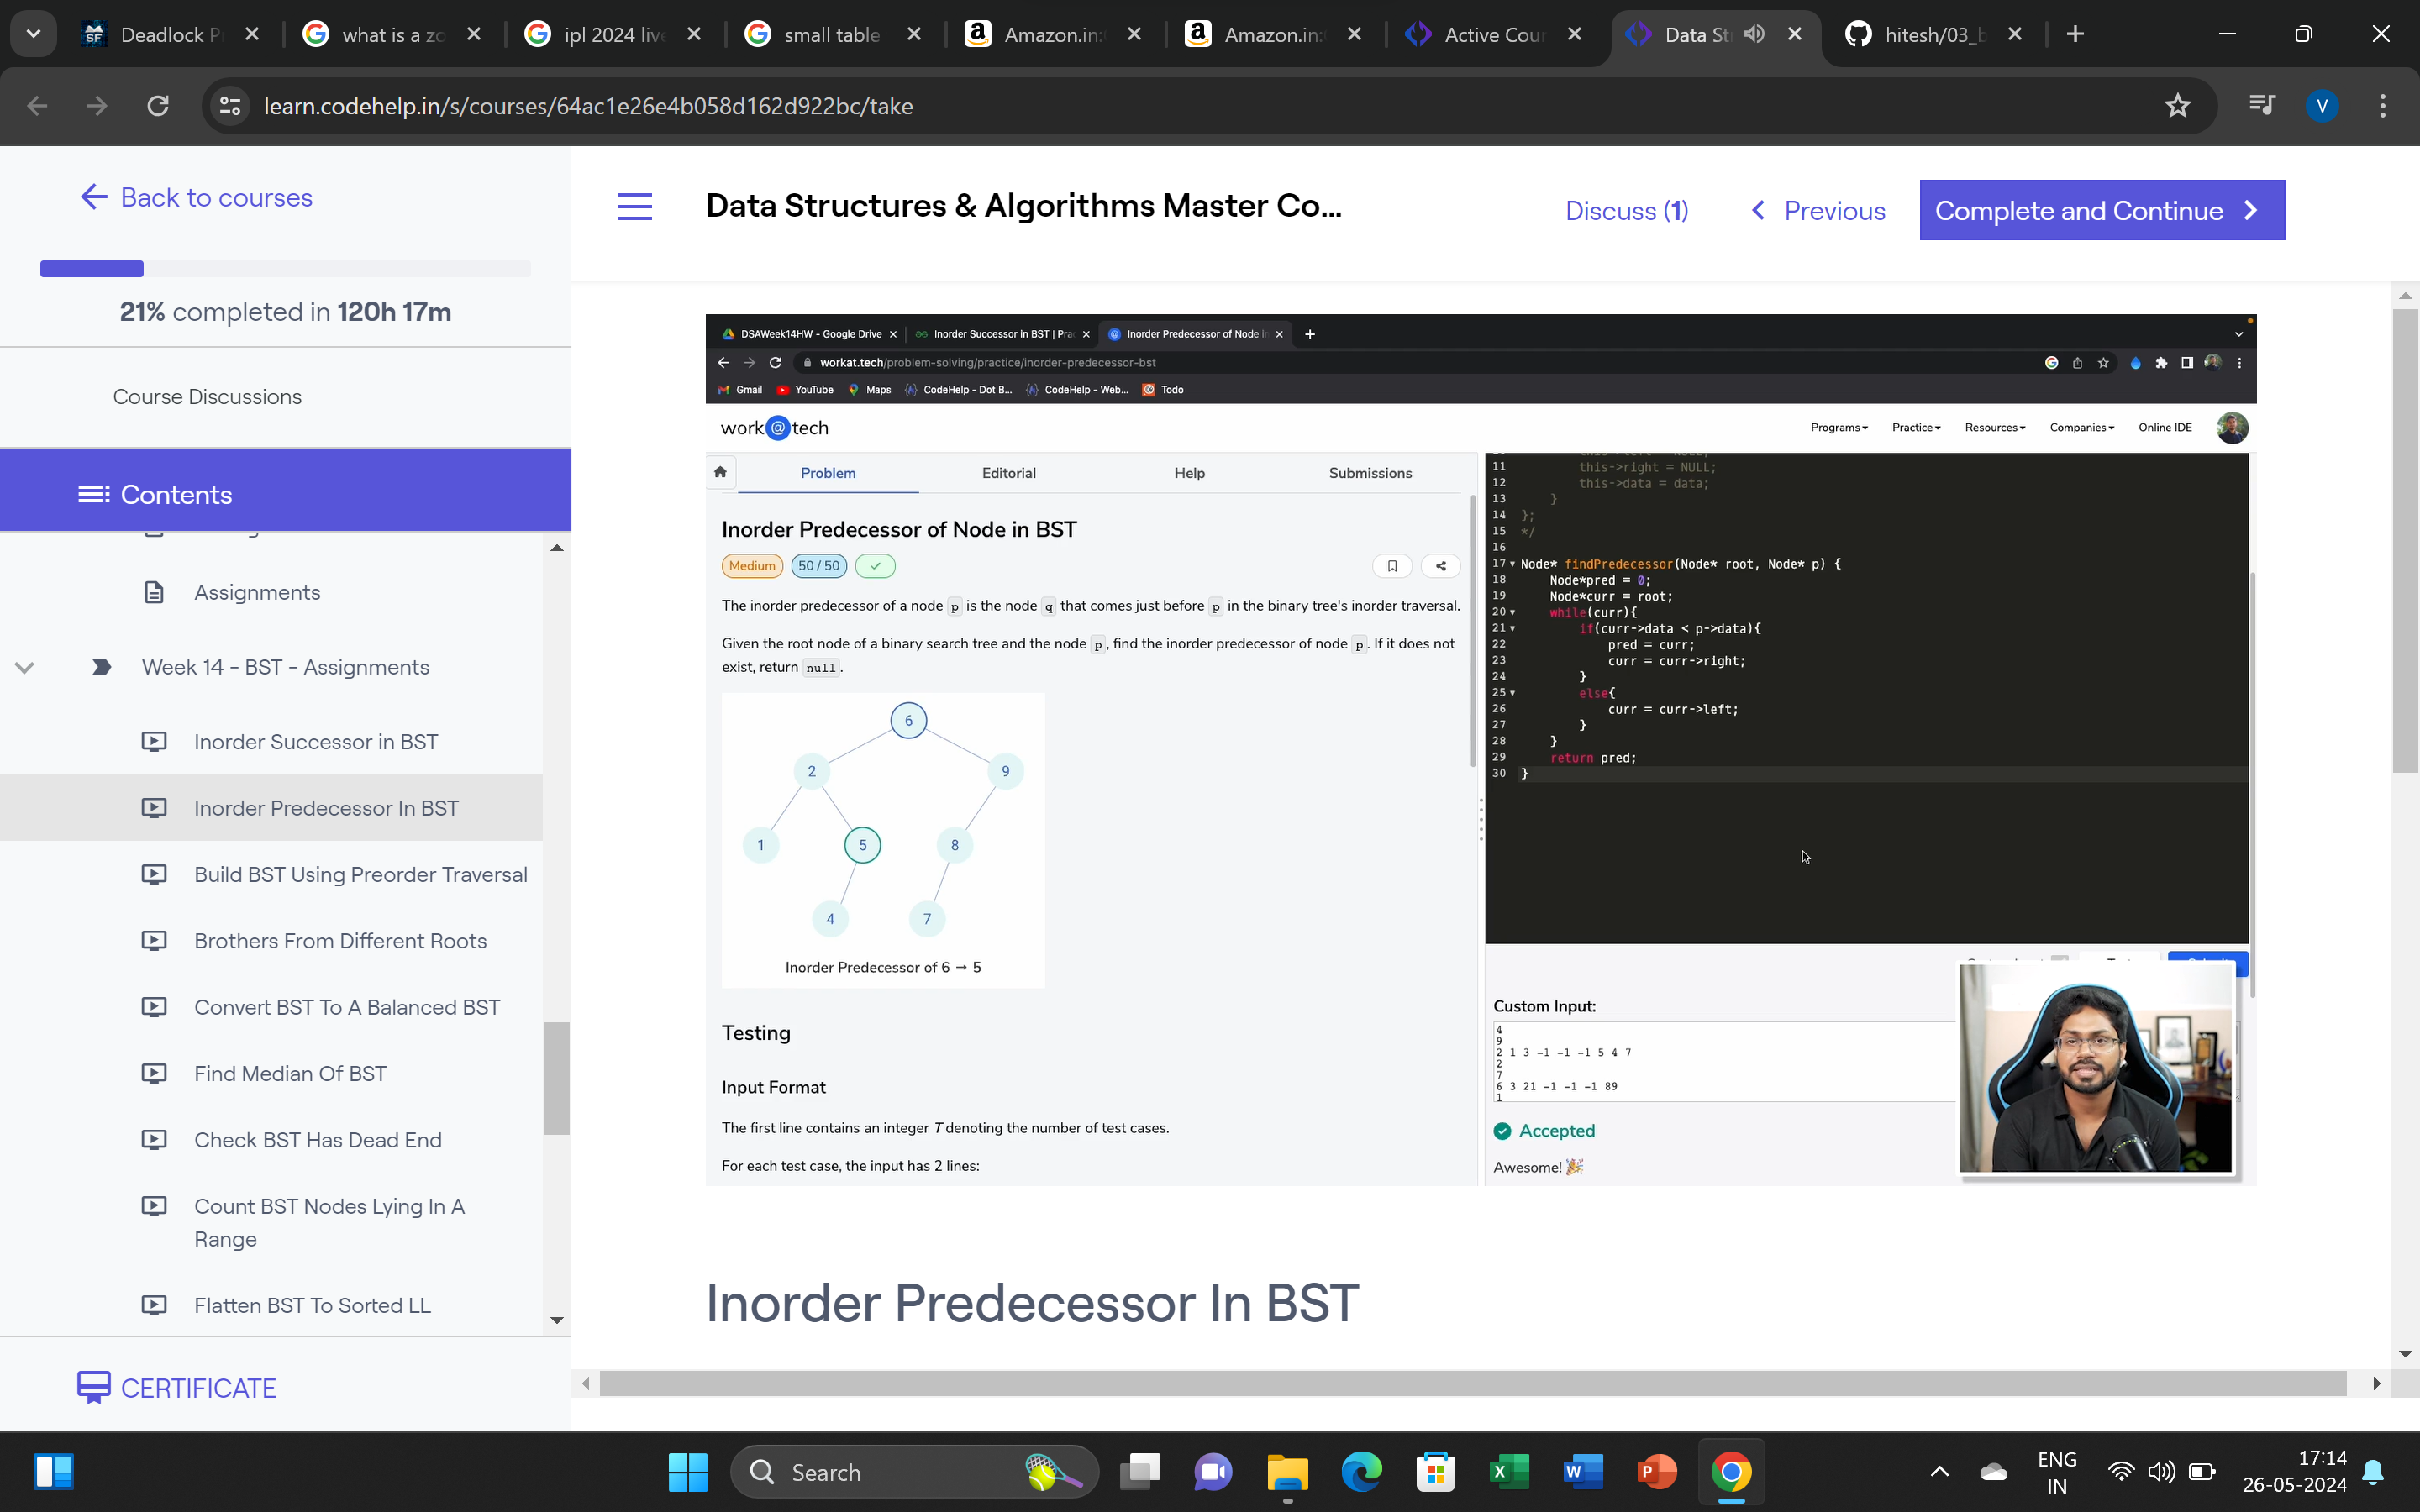 Deadlock P
what is a zo
ipl 2024 live
small table
Amazon.in:
Amazon.in:
Active Cour
Data St
hitesh/03_b
learn.codehelp.in/s/courses/64ac1e26e4b058d162d922bc/take
V
Back to courses
21% completed in 120h 17m
Course Discussions
Contents
Assignments
Week 14 - BST - Assignments
Inorder Successor in BST
Inorder Predecessor In BST
Build BST Using Preorder Traversal
Brothers From Different Roots
Convert BST To A Balanced BST
Find Median Of BST
Check BST Has Dead End
Count BST Nodes Lying In A
Range
Flatten BST To Sorted LL
CERTIFICATE
Data Structures & Algorithms Master Co...
Discuss (1)
Previous
Complete and Continue
DSAWeek14HW - Google Drive
Inorder Successor in BST | Prac
Inorder Predecessor of Node in
workat.tech/problem-solving/practice/inorder-predecessor-bst
Gmail YouTube Maps CodeHelp - Dot B... CodeHelp - Web... Todo
work@tech
Programs Practice Resources Companies Online IDE
Problem Editorial Help Submissions
Inorder Predecessor of Node in BST
Medium 50 / 50
The inorder predecessor of a node p is the node q that comes just before p in the binary tree's inorder traversal.
Given the root node of a binary search tree and the node p, find the inorder predecessor of node p. If it does not
exist, return null.
6
2 9
1 5 8
4 7
Inorder Predecessor of 6 → 5
Testing
Input Format
The first line contains an integer T denoting the number of test cases.
For each test case, the input has 2 lines:
11 this->right = NULL;
12 this->data = data;
13 }
14 };
15 */
16
17 Node* findPredecessor(Node* root, Node* p) {
18 Node*pred = 0;
19 Node*curr = root;
20 while(curr){
21 if(curr->data < p->data){
22 pred = curr;
23 curr = curr->right;
24 }
25 else{
26 curr = curr->left;
27 }
28 }
29 return pred;
30 }
Custom Input:
4
9
2 1 3 -1 -1 -1 5 4 7
2
7
6 3 21 -1 -1 -1 89
1
Accepted
Awesome!
Inorder Predecessor In BST
Search
ENG
IN
17:14
26-05-2024